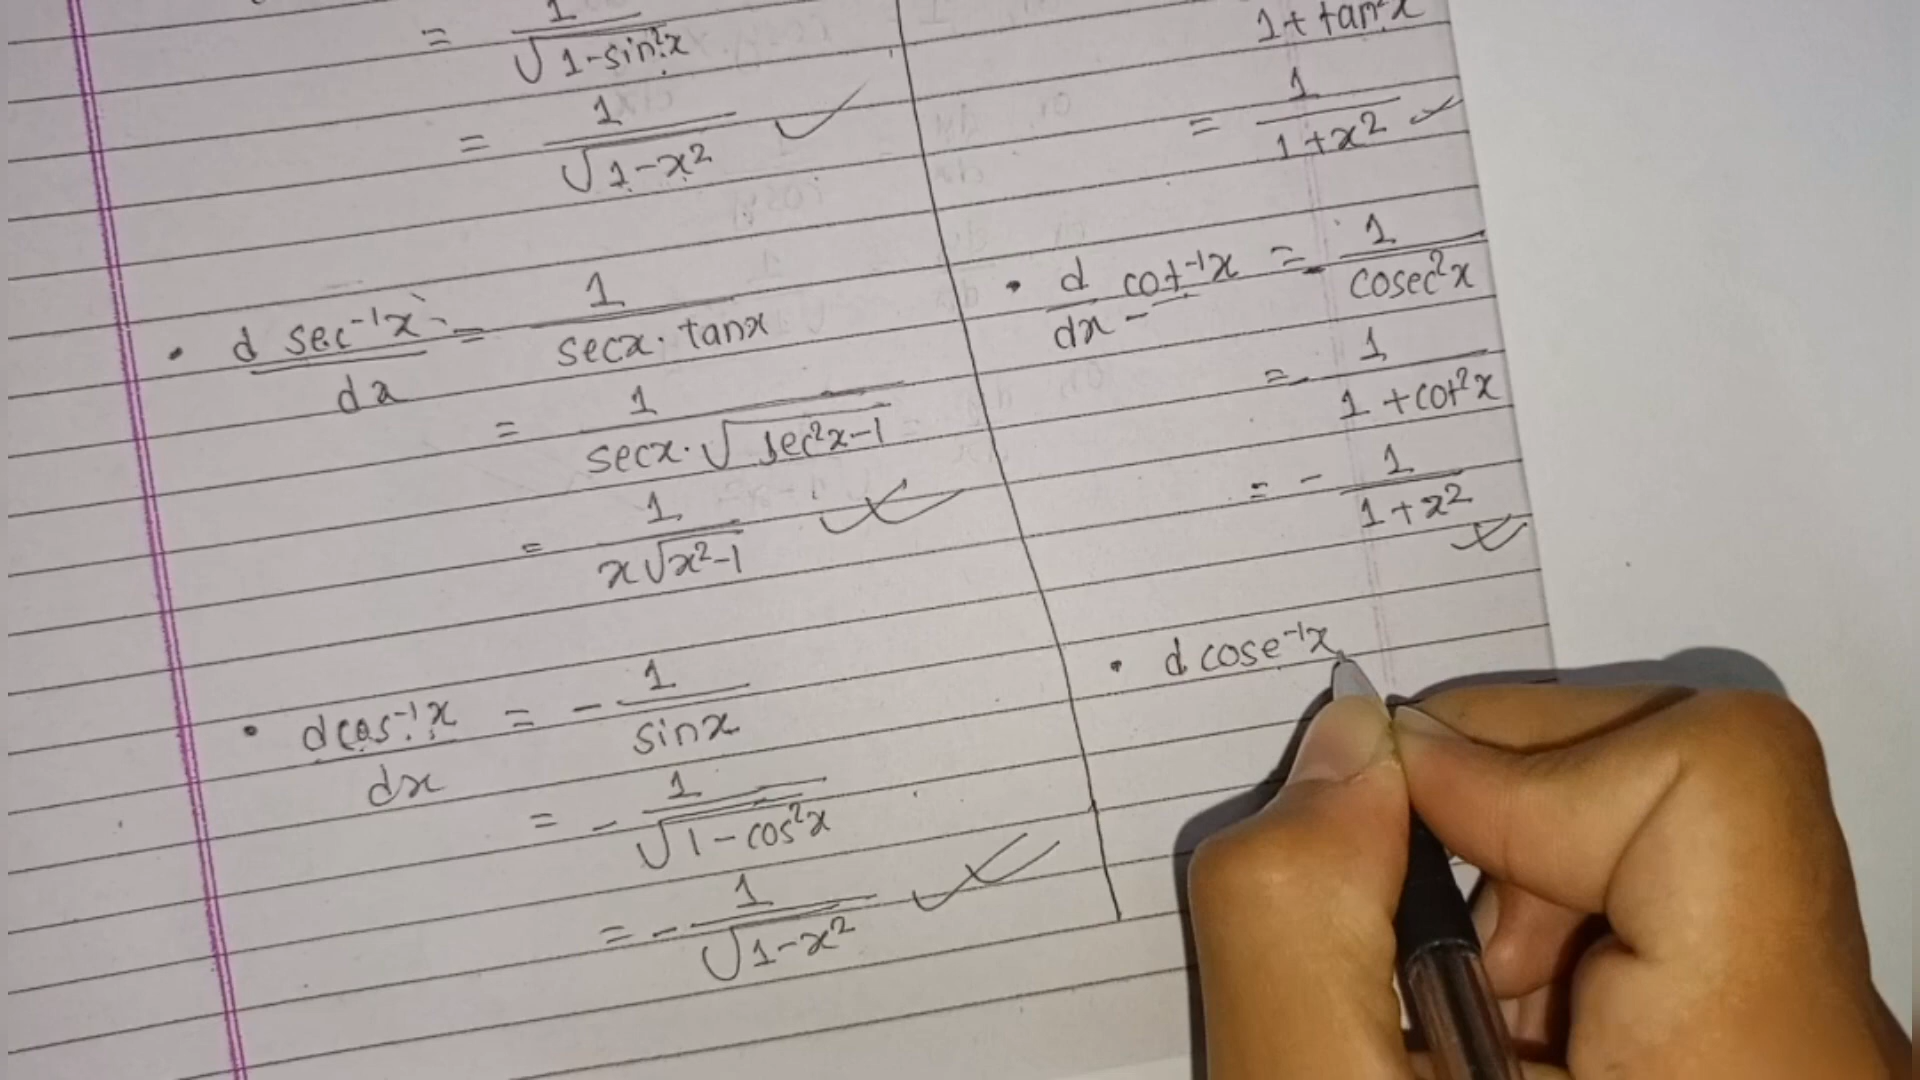 = 1/√(1-sin²x)
= 1/√(1-x²)
• d sec⁻¹x/dx = 1/(secx·tanx)
= 1/(secx·√(sec²x-1))
= 1/(x√(x²-1))
• dcos⁻¹x/dx = - 1/sinx
= - 1/√(1-cos²x)
= - 1/√(1-x²)
1+tan²x
= 1/(1+x²)
• d/dx cot⁻¹x = - 1/cosec²x
= - 1/(1+cot²x)
= - 1/(1+x²)
• d cose⁻¹x